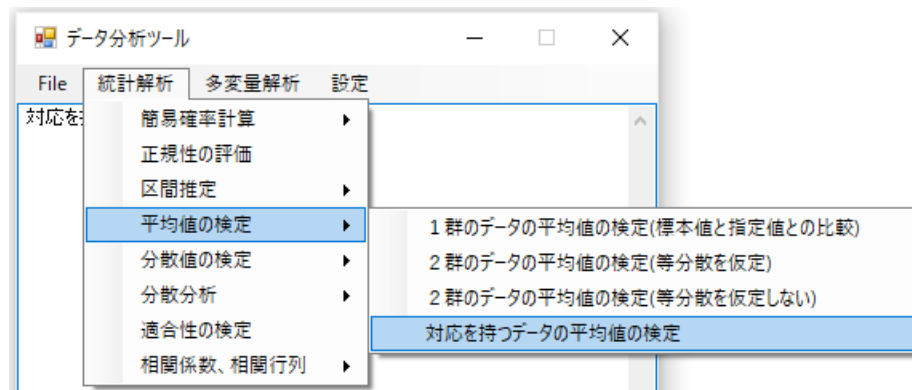 データ分析ツール
File 統計解析 多変量解析 設定
対応を
簡易確率計算
正規性の評価
区間推定
平均値の検定
分散値の検定
分散分析
適合性の検定
相関係数、相関行列
1群のデータの平均値の検定(標本値と指定値との比較)
2群のデータの平均値の検定(等分散を仮定)
2群のデータの平均値の検定(等分散を仮定しない)
対応を持つデータの平均値の検定